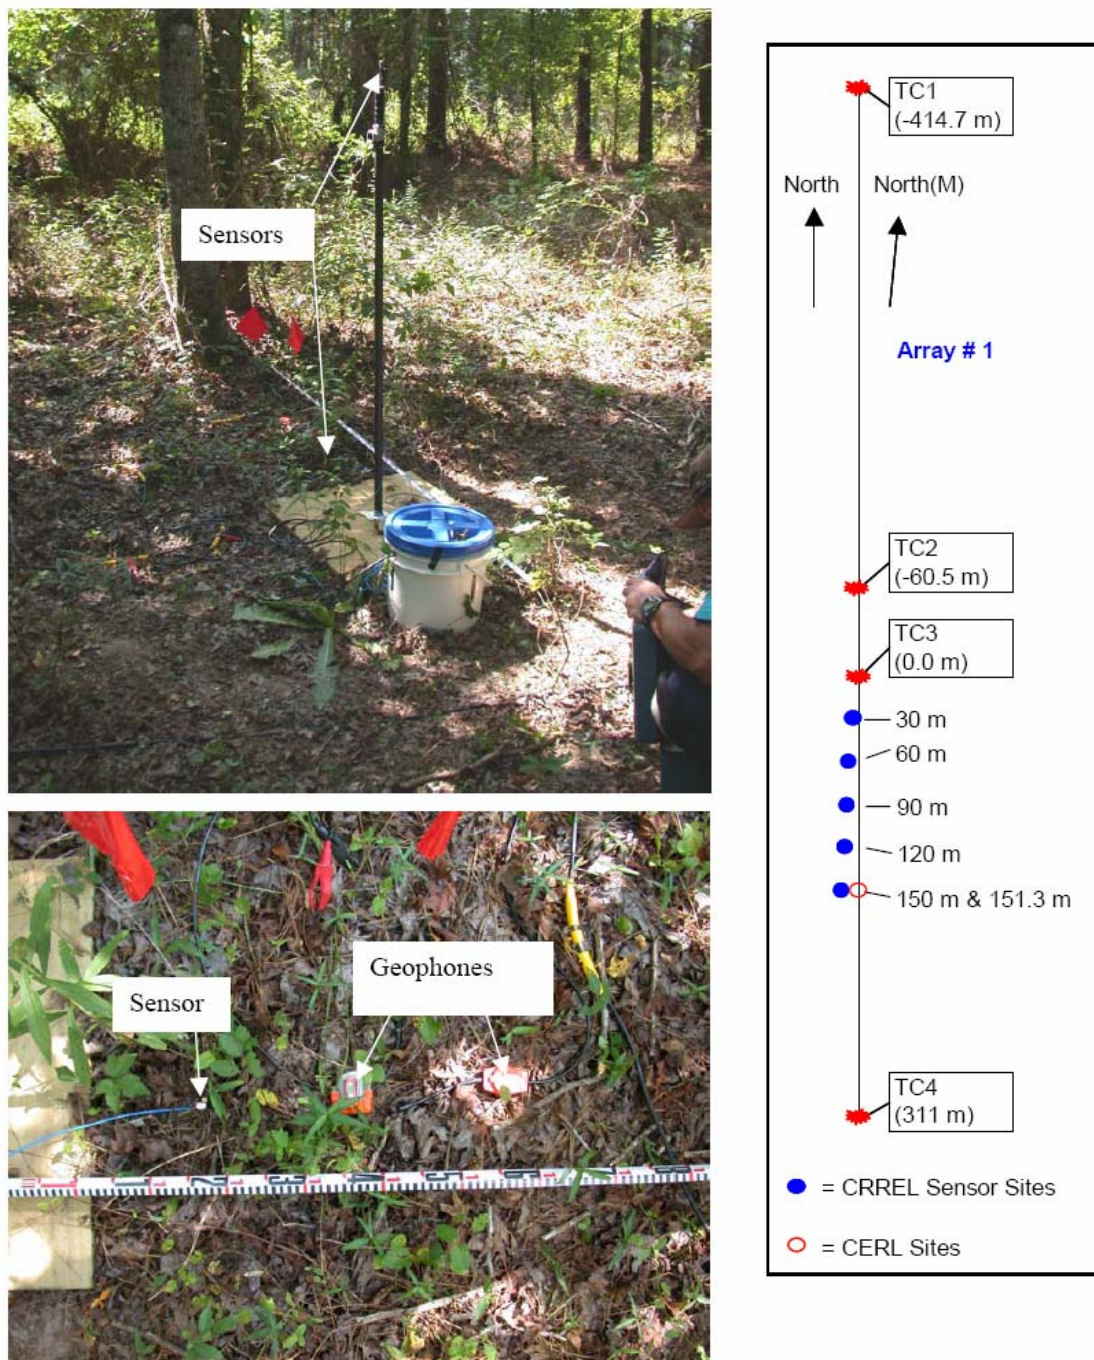 Sensors
Sensor
Geophones
TC1
(-414.7 m)
North
North(M)
Array # 1
TC2
(-60.5 m)
TC3
(0.0 m)
30 m
60 m
90 m
120 m
150 m & 151.3 m
TC4
(311 m)
= CRREL Sensor Sites
= CERL Sites